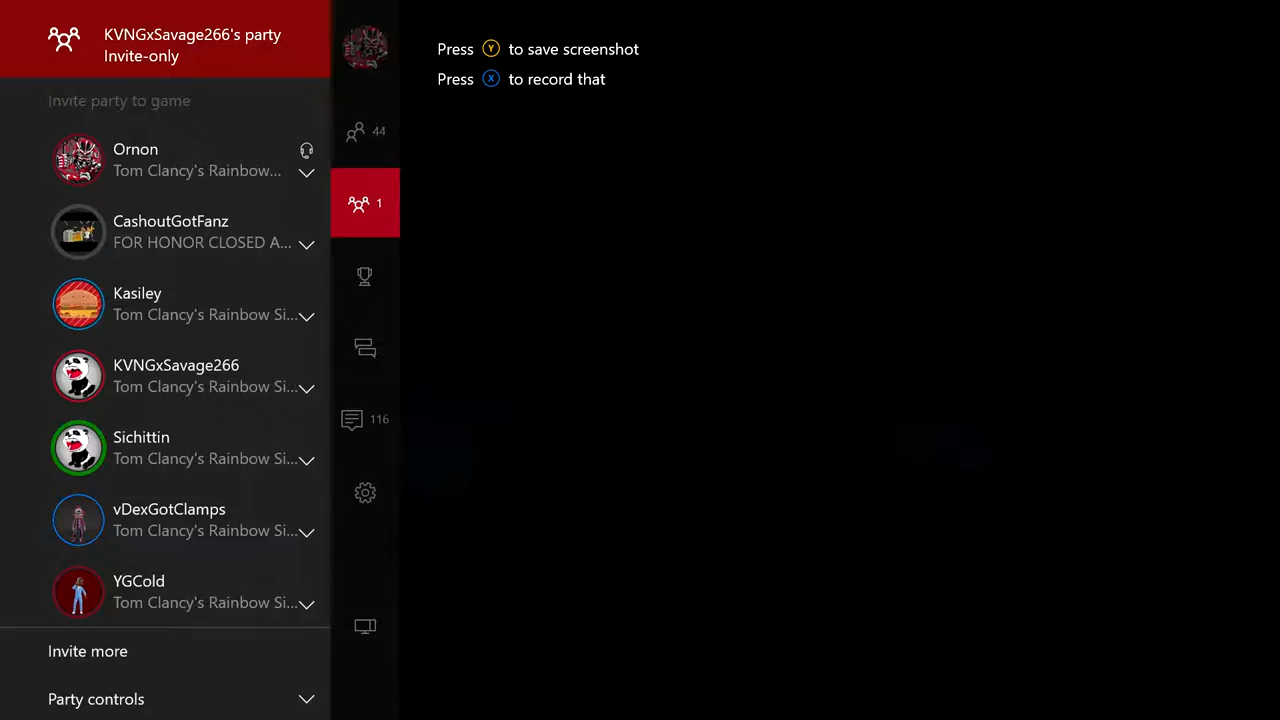 KVNGxSavage266's party
Invite-only
Invite party to game
Ornon
Tom Clancy's Rainbow...
CashoutGotFanz
FOR HONOR CLOSED A...
Kasiley
Tom Clancy's Rainbow Si...
KVNGxSavage266
Tom Clancy's Rainbow Si...
Sichittin
Tom Clancy's Rainbow Si...
vDexGotClamps
Tom Clancy's Rainbow Si...
YGCold
Tom Clancy's Rainbow Si...
Invite more
Party controls
44
1
116
Press Y to save screenshot
Press X to record that